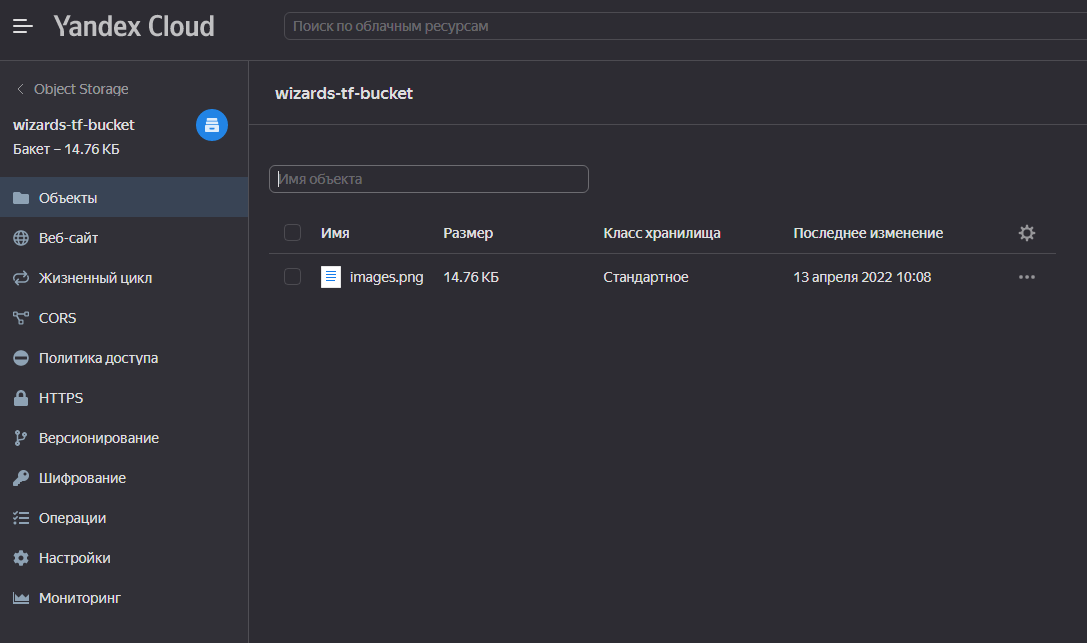 Yandex Cloud
Поиск по облачным ресурсам
Object Storage
wizards-tf-bucket
Бакет – 14.76 КБ
Объекты
Веб-сайт
Жизненный цикл
CORS
Политика доступа
HTTPS
Версионирование
Шифрование
Операции
Настройки
Мониторинг
wizards-tf-bucket
Имя объекта
Имя Размер Класс хранилища Последнее изменение
images.png 14.76 КБ Стандартное 13 апреля 2022 10:08